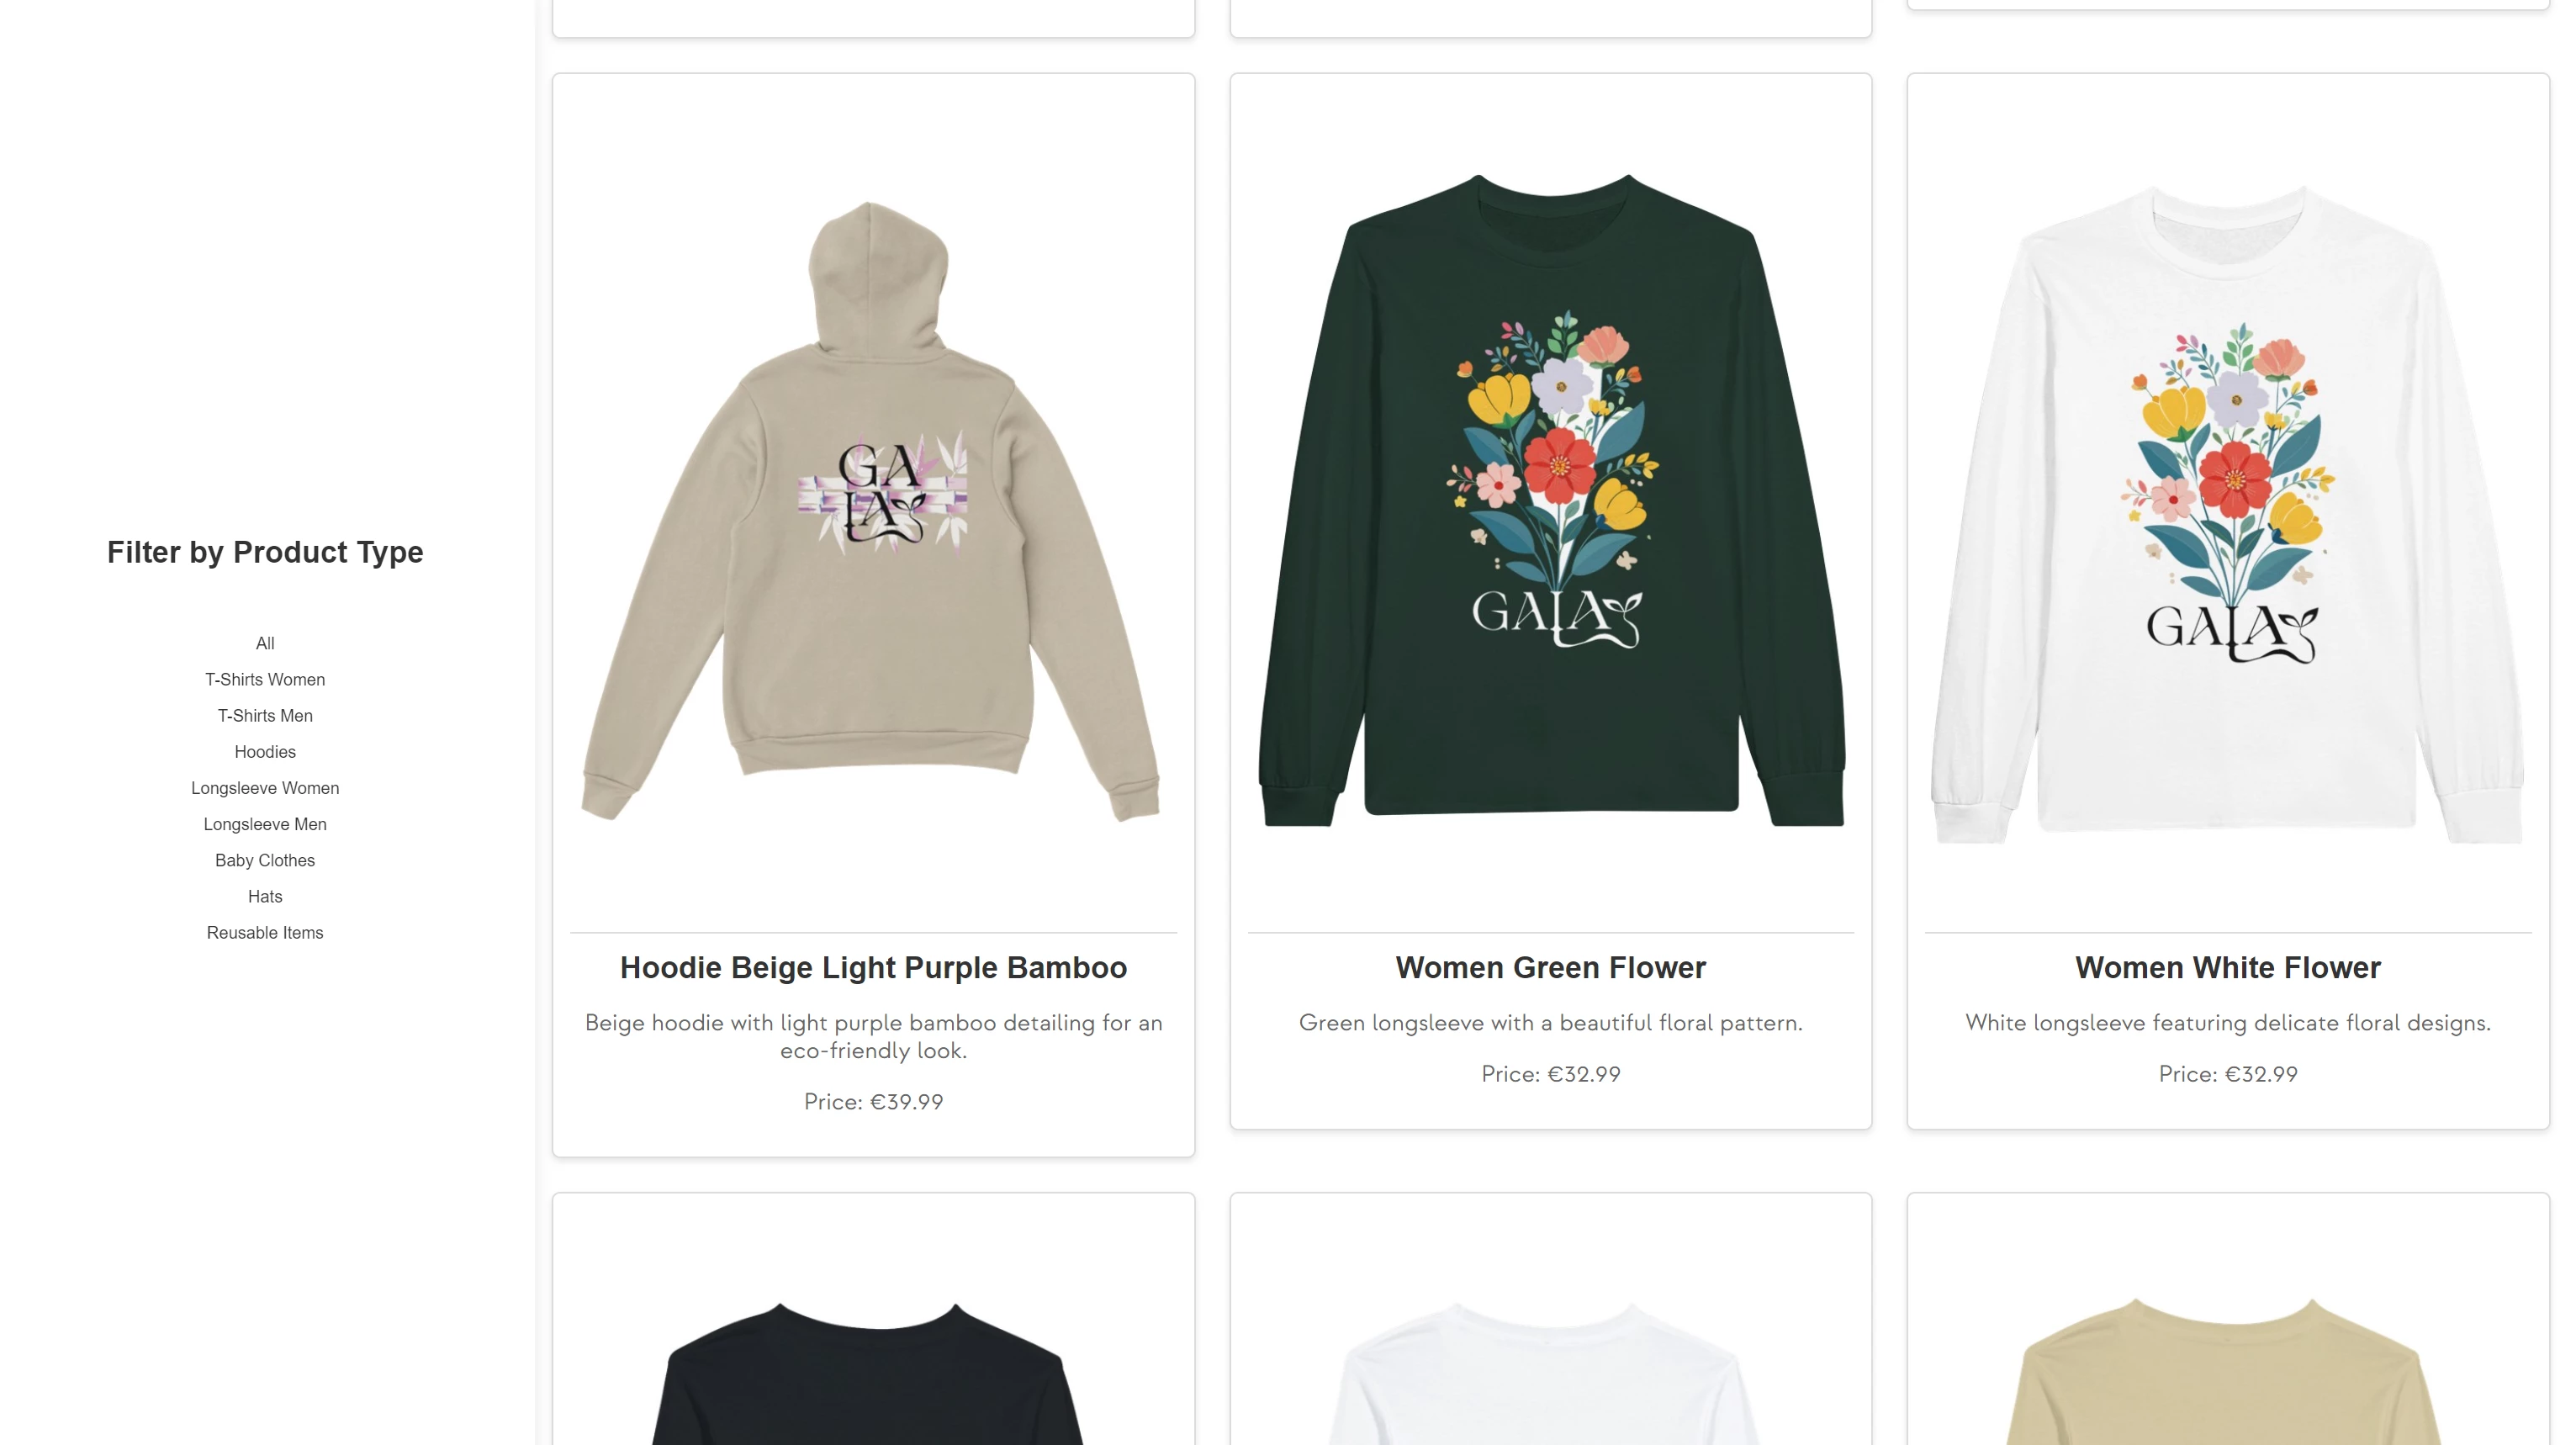 Filter by Product Type
All
T-Shirts Women
T-Shirts Men
Hoodies
Longsleeve Women
Longsleeve Men
Baby Clothes
Hats
Reusable Items
GA
IA
Hoodie Beige Light Purple Bamboo
Beige hoodie with light purple bamboo detailing for an
eco-friendly look.
Price: €39.99
GAIA
Women Green Flower
Green longsleeve with a beautiful floral pattern.
Price: €32.99
GAIA
Women White Flower
White longsleeve featuring delicate floral designs.
Price: €32.99